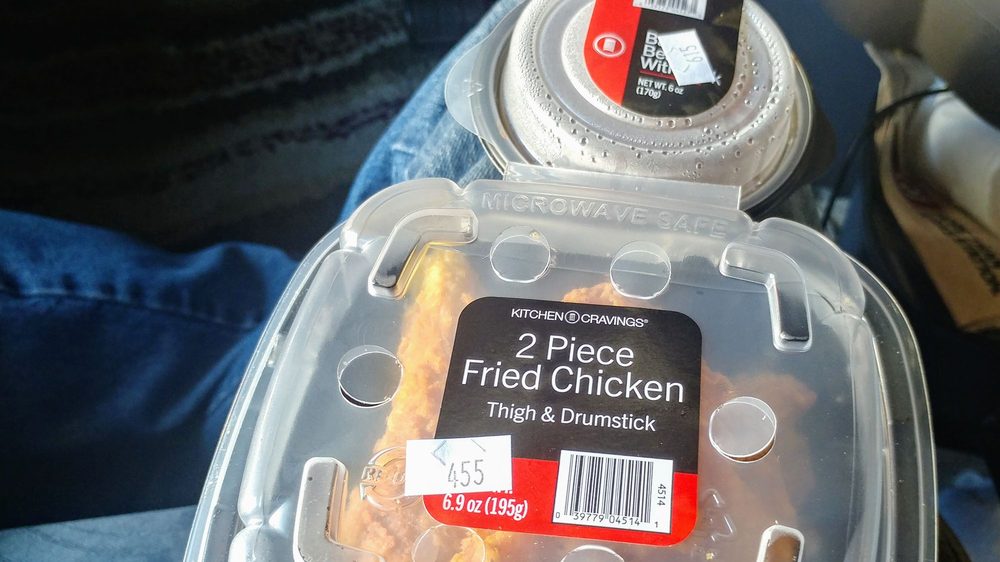 With
NET WT. 6 oz
(170g)
MICROWAVE SAFE
KITCHEN CRAVINGS®
2 Piece
Fried Chicken
Thigh & Drumstick
455
6.9 oz (195g)
4514
0 39779 04514 1